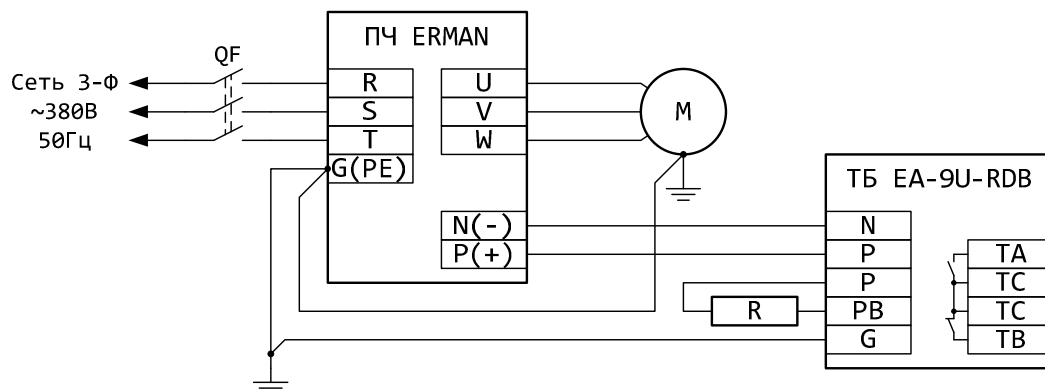 ПЧ ERMAN
QF
Сеть 3-Ф
~380В
50Гц
R
S
T
G(PE)
U
V
W
M
N(-)
P(+)
ТБ EA-9U-RDB
N
P
P
PB
G
R
TA
TC
TC
TB